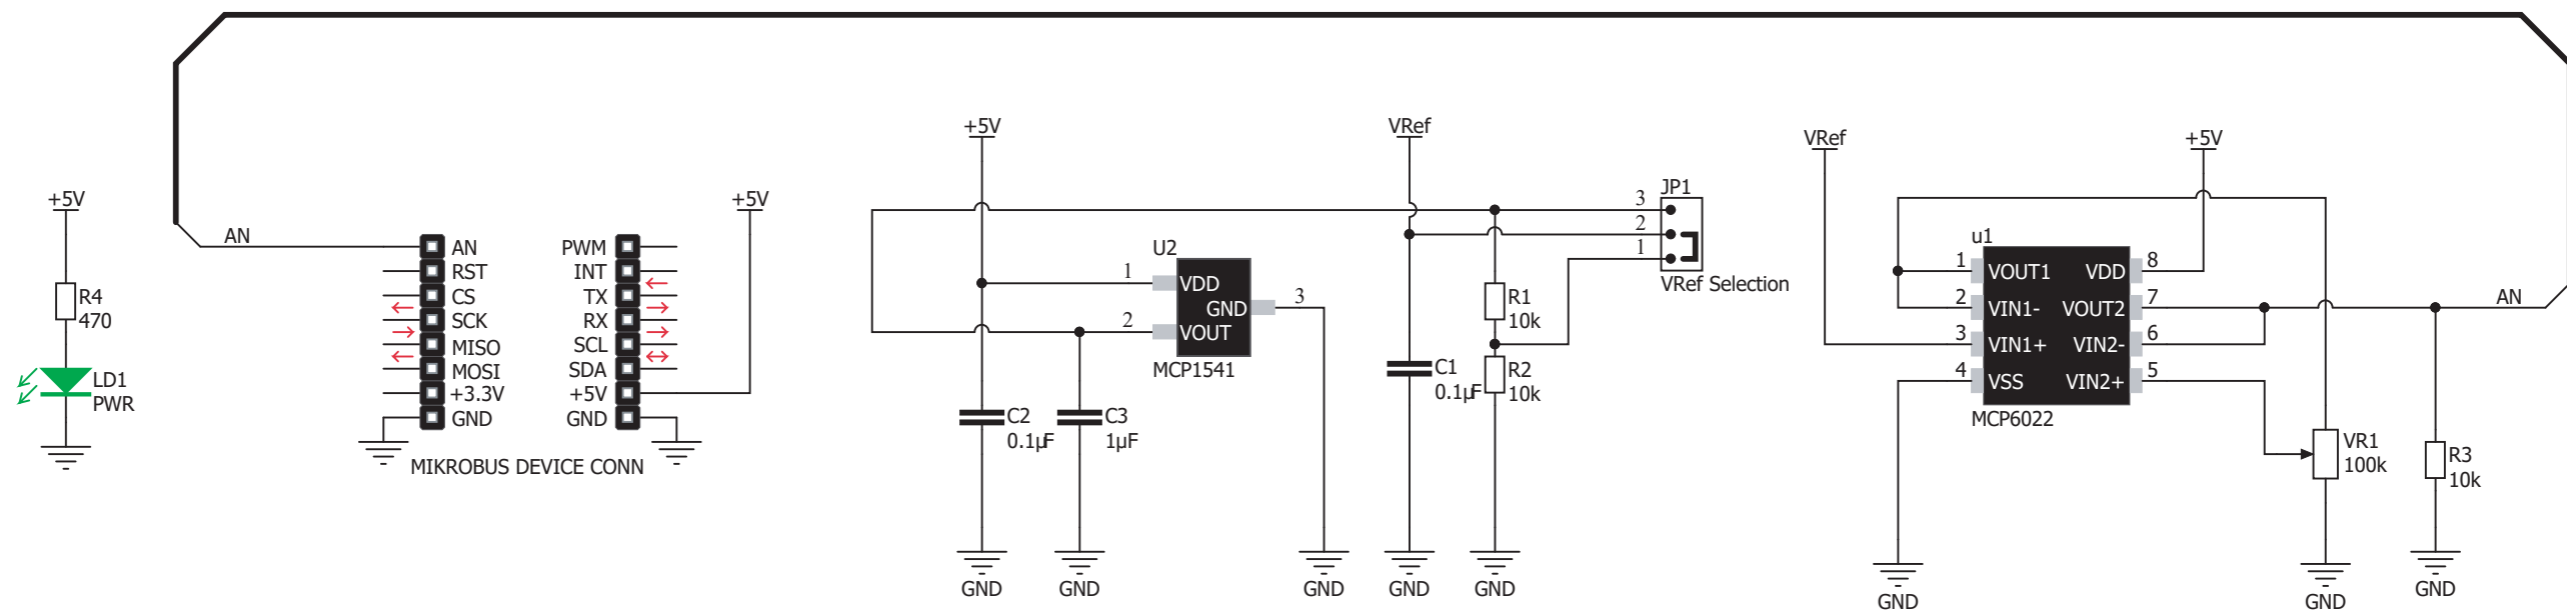 +5V
R4
470
LD1
PWR
AN
AN
RST
CS
SCK
MISO
MOSI
+3.3V
GND
PWM
INT
TX
RX
SCL
SDA
+5V
GND
+5V
MIKROBUS DEVICE CONN
+5V
U2
1
VDD
GND
3
2
VOUT
MCP1541
C2
0.1µF
C3
1µF
GND
GND
GND
VRef
JP1
3
2
1
VRef Selection
R1
10k
C1
0.1µF
R2
10k
GND
GND
VRef
+5V
u1
1
VOUT1
VDD
8
2
VIN1-
VOUT2
7
3
VIN1+
VIN2-
6
4
VSS
VIN2+
5
MCP6022
AN
VR1
100k
R3
10k
GND
GND
GND